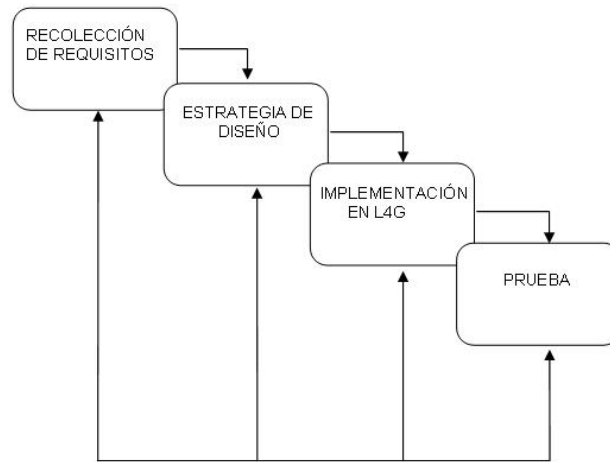 RECOLECCIÓN
DE REQUISITOS
ESTRATEGIA DE
DISEÑO
IMPLEMENTACIÓN
EN L4G
PRUEBA